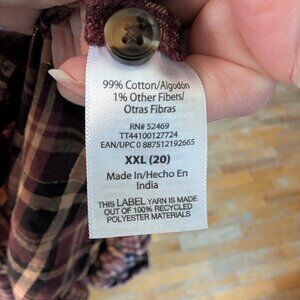 99% Cotton/Algodón
1% Other Fibers/
Otras Fibras
RN# 52469
TT44100127724
EAN/UPC 0 887512192665
XXL (20)
Made In/Hecho En
India
THIS LABEL YARN IS MADE
OUT OF 100% RECYCLED
POLYESTER MATERIALS